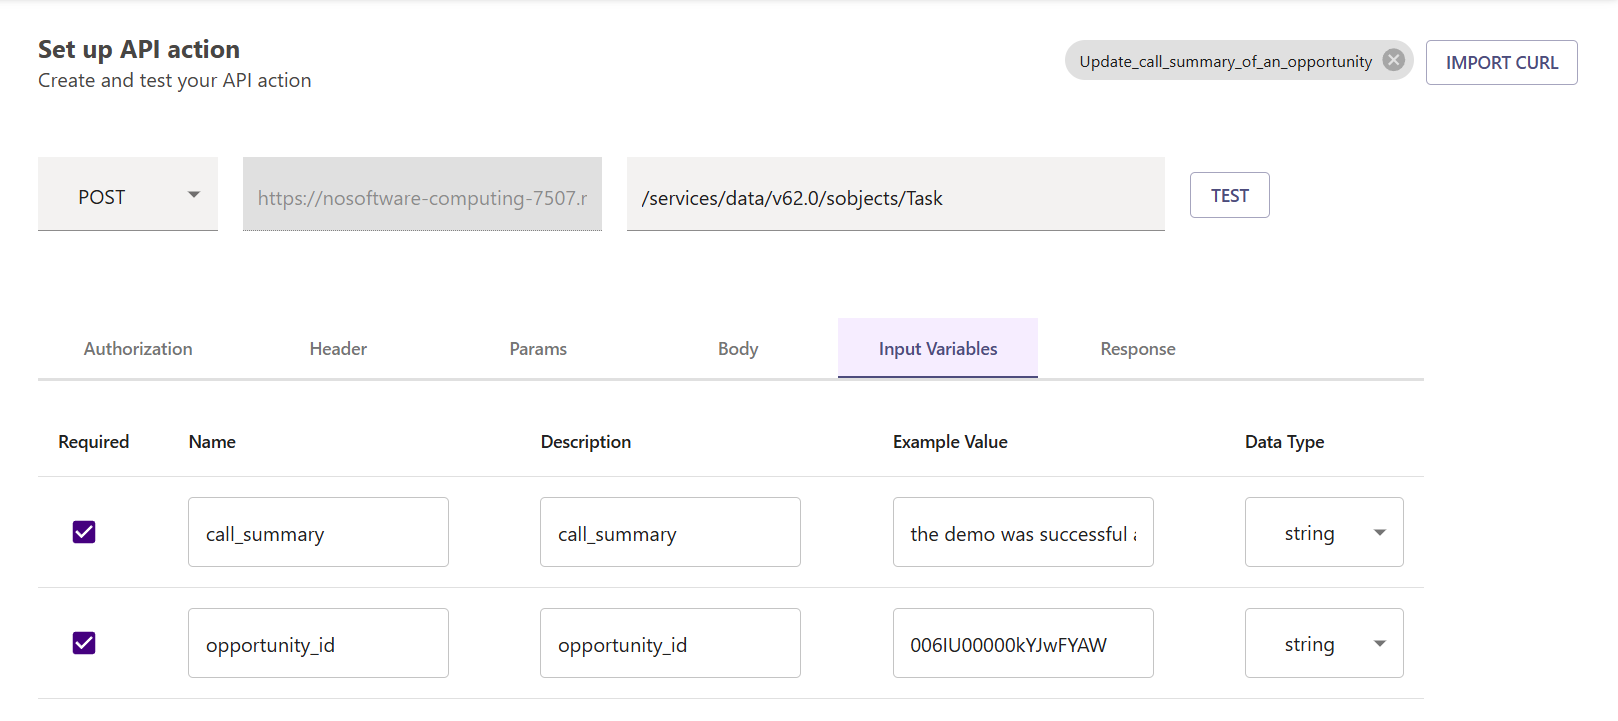 Set up API action
Create and test your API action
Update_call_summary_of_an_opportunity
IMPORT CURL
POST
https://nosoftware-computing-7507.r
/services/data/v62.0/sobjects/Task
TEST
Authorization Header Params Body Input Variables Response
Required Name Description Example Value Data Type
call_summary call_summary the demo was successful string
opportunity_id opportunity_id 006IU00000kYJwFYAW string